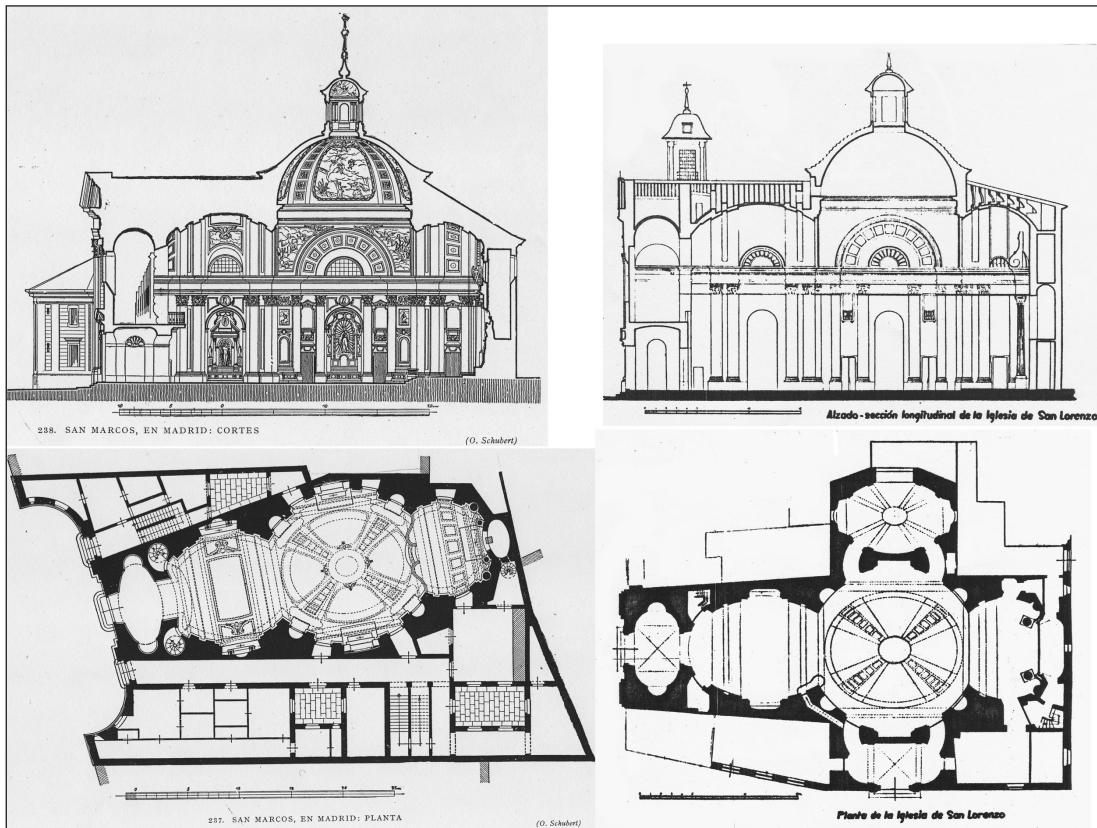 238. SAN MARCOS, EN MADRID: CORTES
(O. Schubert)
Alzado-sección longitudinal de la Iglesia de San Lorenzo
237. SAN MARCOS, EN MADRID: PLANTA
(O. Schubert)
Planta de la Iglesia de San Lorenzo